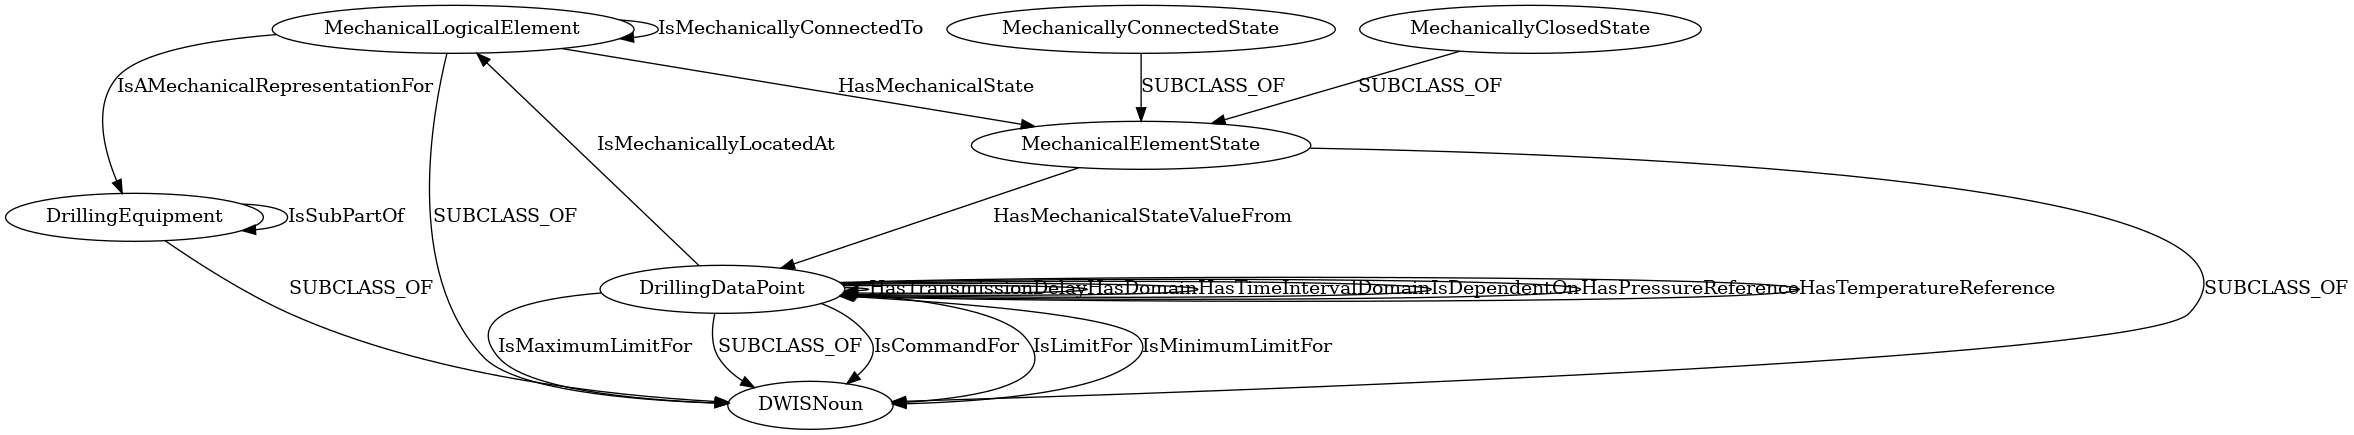 MechanicalLogicalElement
IsMechanicallyConnectedTo
MechanicallyConnectedState
MechanicallyClosedState
IsAMechanicalRepresentationFor
HasMechanicalState
SUBCLASS_OF
SUBCLASS_OF
IsMechanicallyLocatedAt
MechanicalElementState
DrillingEquipment
IsSubPartOf
SUBCLASS_OF
HasMechanicalStateValueFrom
SUBCLASS_OF
DrillingDataPoint
HasTransmissionDelay
HasDomain
HasTimeIntervalDomain
IsDependentOn
HasPressureReference
HasTemperatureReference
SUBCLASS_OF
IsMaximumLimitFor
SUBCLASS_OF
IsCommandFor
IsLimitFor
IsMinimumLimitFor
DWISNoun